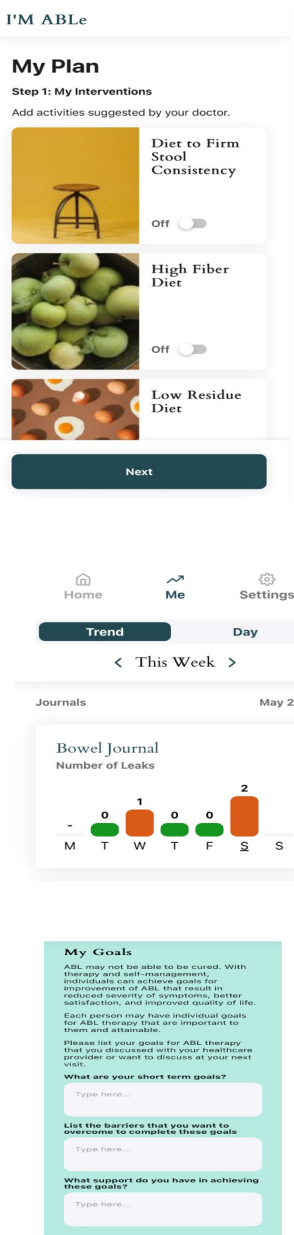 I'M ABLe
My Plan
Step 1: My Interventions
Add activities suggested by your doctor.
Diet to Firm
Stool
Consistency
Off
High Fiber
Diet
Off
Low Residue
Diet
Next
Home Me Settings
Trend Day
< This Week >
Journals May 2
Bowel Journal
Number of Leaks
- 0 1 0 0 2
M T W T F S S
My Goals
ABL may not be able to be cured. With
therapy and self-management,
individuals can achieve goals for
improvement of ABL that result in
reduced severity of symptoms, better
satisfaction, and improved quality of life.
Each person may have individual goals
for ABL therapy that are important to
them and attainable.
Please list your goals for ABL therapy
that you discussed with your healthcare
provider or want to discuss at your next
visit.
What are your short term goals?
Type here...
List the barriers that you want to
overcome to complete these goals
Type here...
What support do you have in achieving
these goals?
Type here...